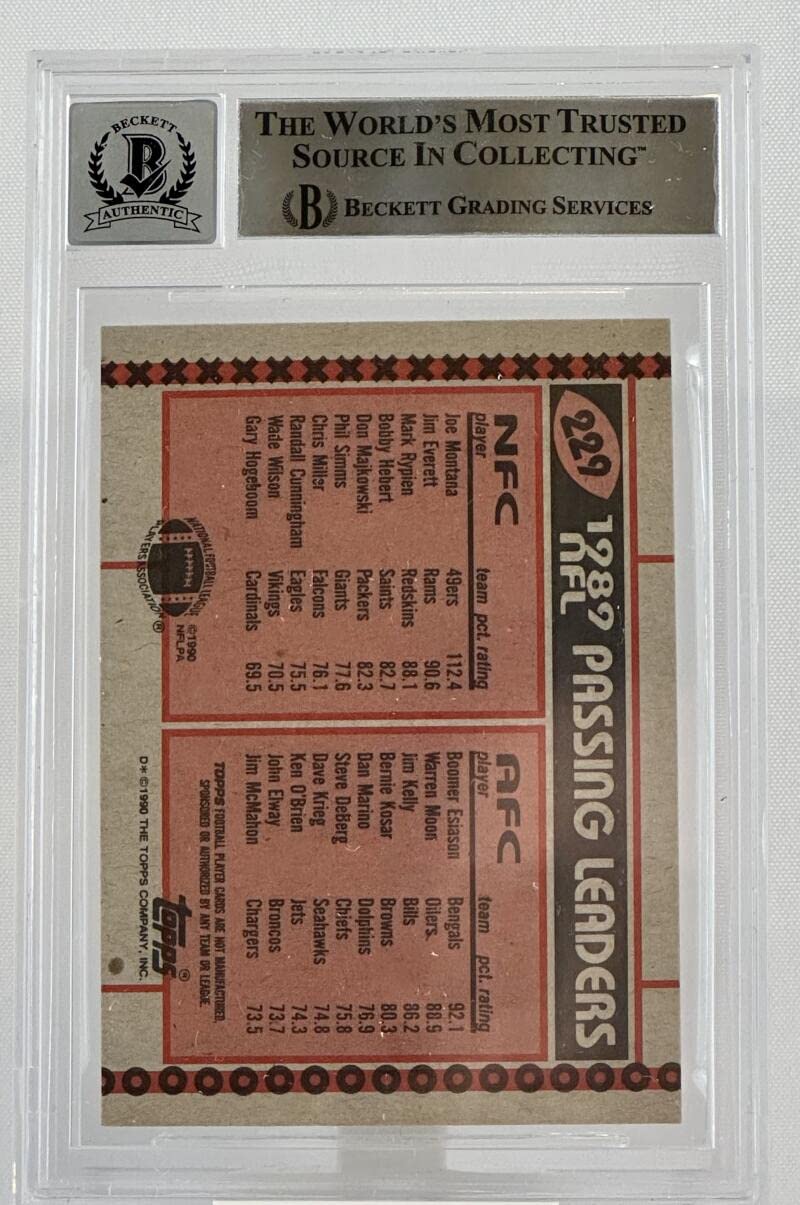 BECKETT
B
AUTHENTIC
THE WORLD'S MOST TRUSTED
SOURCE IN COLLECTING™
B BECKETT GRADING SERVICES
229
1989 PASSING LEADERS
NFL
NFC
player team pct. rating
Joe Montana 49ers 112.4
Jim Everett Rams 90.6
Mark Rypien Redskins 88.1
Bobby Hebert Saints 82.7
Don Majkowski Packers 82.3
Phil Simms Giants 77.6
Chris Miller Falcons 76.1
Randall Cunningham Eagles 75.5
Wade Wilson Vikings 70.5
Gary Hogeboom Cardinals 69.5
NATIONAL FOOTBALL LEAGUE
PLAYERS ASSOCIATION®
©1990
NFLPA
AFC
player team pct. rating
Boomer Esiason Bengals 92.1
Warren Moon Oilers 88.9
Jim Kelly Bills 86.2
Bernie Kosar Browns 80.3
Dan Marino Dolphins 76.9
Steve DeBerg Chiefs 75.8
Dave Krieg Seahawks 74.8
Ken O'Brien Jets 74.3
John Elway Broncos 73.7
Jim McMahon Chargers 73.5
TOPPS FOOTBALL PLAYER CARDS ARE NOT MANUFACTURED,
SPONSORED OR AUTHORIZED BY ANY TEAM OR LEAGUE.
topps®
D* ©1990 THE TOPPS COMPANY, INC.